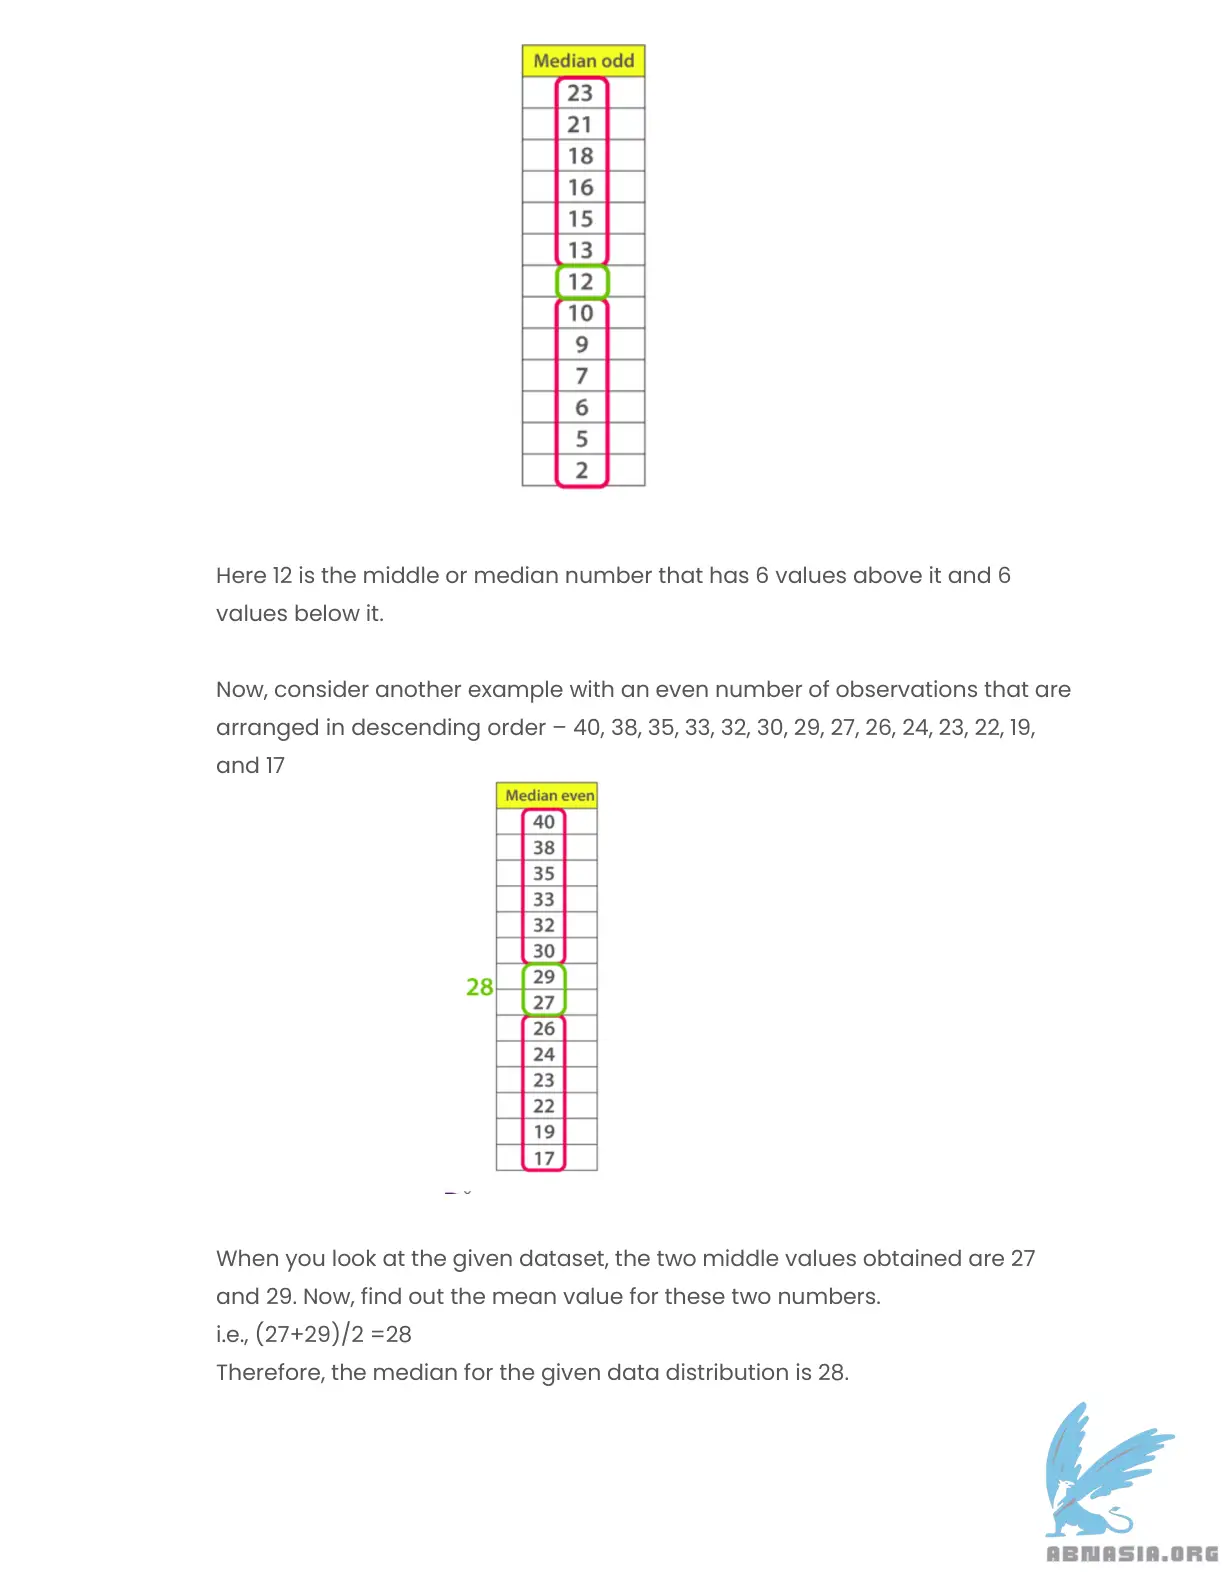 Median odd
23
21
18
16
15
13
12
10
9
7
6
5
2
Here 12 is the middle or median number that has 6 values above it and 6
values below it.
Now, consider another example with an even number of observations that are
arranged in descending order – 40, 38, 35, 33, 32, 30, 29, 27, 26, 24, 23, 22, 19,
and 17
Median even
40
38
35
33
32
30
29
28
27
26
24
23
22
19
17
When you look at the given dataset, the two middle values obtained are 27
and 29. Now, find out the mean value for these two numbers.
i.e., (27+29)/2 =28
Therefore, the median for the given data distribution is 28.
ABNASIA.ORG